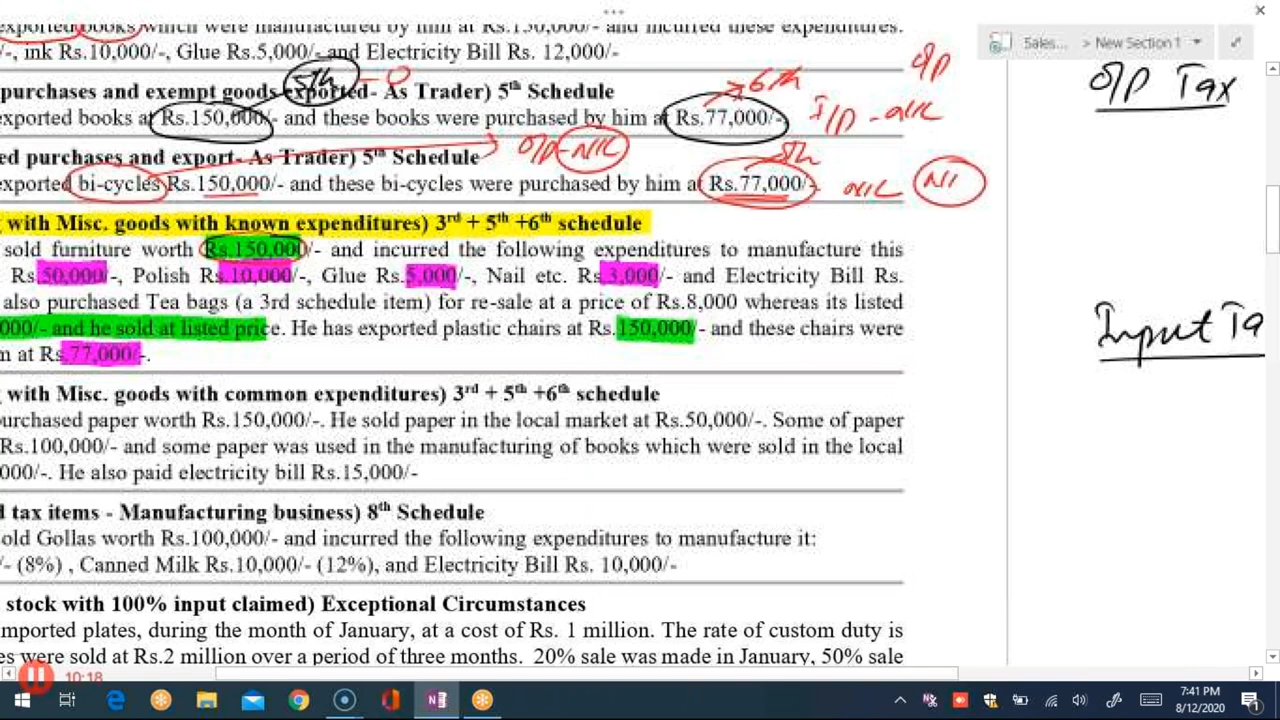 exported books which were manufactured by him at Rs.150,000/- and incurred these expenditures.
/-, ink Rs.10,000/-, Glue Rs.5,000/- and Electricity Bill Rs. 12,000/-
Sales... > New Section 1
O/P
O/P Tax
5th - 0
6th
purchases and exempt goods exported- As Trader) 5th Schedule
exported books at Rs.150,000/- and these books were purchased by him at Rs.77,000/-
I/P -
ed purchases and export- As Trader) 5th Schedule
O/P - NIL
5th
exported bi-cycles Rs.150,000/- and these bi-cycles were purchased by him at Rs.77,000/-
g with Misc. goods with known expenditures) 3rd + 5th +6th schedule
sold furniture worth Rs.150,000/- and incurred the following expenditures to manufacture this
Rs.50,000/-, Polish Rs.10,000/-, Glue Rs.5,000/-, Nail etc. Rs.3,000/- and Electricity Bill Rs.
also purchased Tea bags (a 3rd schedule item) for re-sale at a price of Rs.8,000 whereas its listed
000/- and he sold at listed price. He has exported plastic chairs at Rs.150,000/- and these chairs were
m at Rs.77,000/-.
Input Ta
g with Misc. goods with common expenditures) 3rd + 5th +6th schedule
urchased paper worth Rs.150,000/-. He sold paper in the local market at Rs.50,000/-. Some of paper
Rs.100,000/- and some paper was used in the manufacturing of books which were sold in the local
000/-. He also paid electricity bill Rs.15,000/-
d tax items - Manufacturing business) 8th Schedule
old Gollas worth Rs.100,000/- and incurred the following expenditures to manufacture it:
/- (8%) , Canned Milk Rs.10,000/- (12%), and Electricity Bill Rs. 10,000/-
stock with 100% input claimed) Exceptional Circumstances
imported plates, during the month of January, at a cost of Rs. 1 million. The rate of custom duty is
es were sold at Rs.2 million over a period of three months. 20% sale was made in January, 50% sale
10:18
7:41 PM
8/12/2020